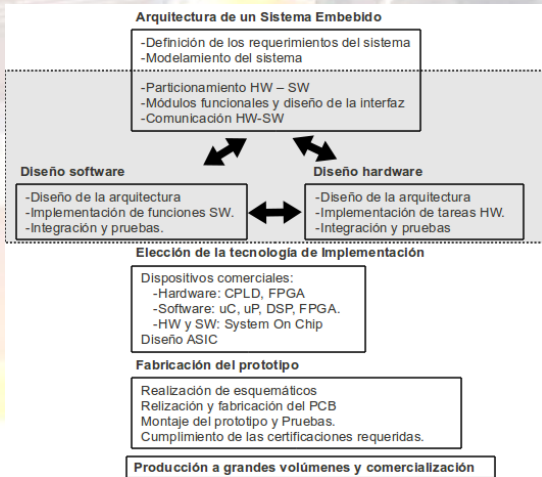 Arquitectura de un Sistema Embebido
-Definición de los requerimientos del sistema
-Modelamiento del sistema
-Particionamiento HW – SW
-Módulos funcionales y diseño de la interfaz
-Comunicación HW-SW
Diseño software
-Diseño de la arquitectura
-Implementación de funciones SW.
-Integración y pruebas.
Diseño hardware
-Diseño de la arquitectura
-Implementación de tareas HW.
-Integración y pruebas
Elección de la tecnología de Implementación
Dispositivos comerciales:
-Hardware: CPLD, FPGA
-Software: uC, uP, DSP, FPGA.
-HW y SW: System On Chip
Diseño ASIC
Fabricación del prototipo
Realización de esquemáticos
Relización y fabricación del PCB
Montaje del prototipo y Pruebas.
Cumplimiento de las certificaciones requeridas.
Producción a grandes volúmenes y comercialización